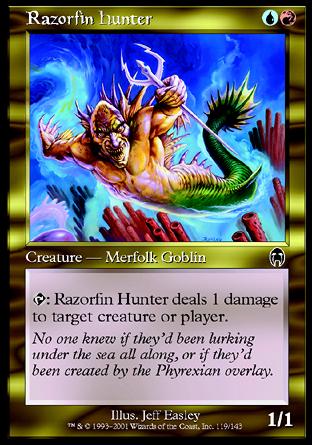 Razorfin Hunter
Creature — Merfolk Goblin
: Razorfin Hunter deals 1 damage
to target creature or player.
No one knew if they'd been lurking
under the sea all along, or if they'd
been created by the Phyrexian overlay.
Illus. Jeff Easley
1/1
™ & © 1993–2001 Wizards of the Coast, Inc. 119/143